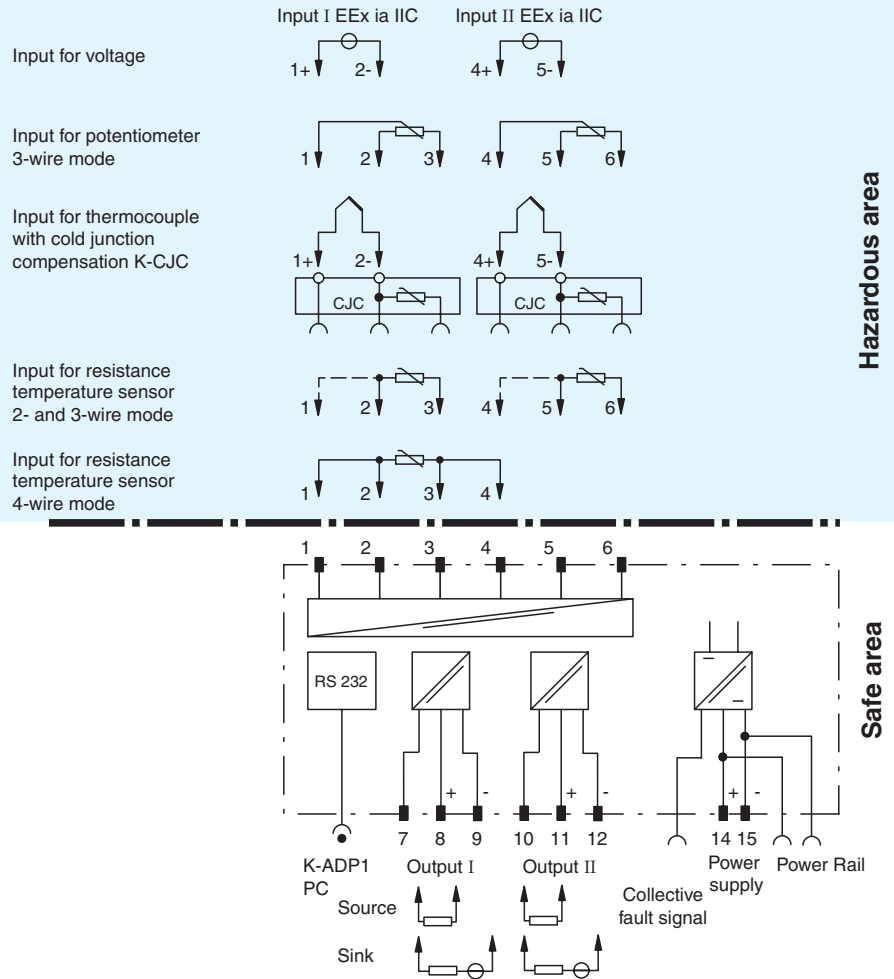 Input I EEx ia IIC Input II EEx ia IIC
Input for voltage
1+ 2- 4+ 5-
Input for potentiometer
3-wire mode
1 2 3 4 5 6
Input for thermocouple
with cold junction
compensation K-CJC
1+ 2- 4+ 5-
CJC CJC
Input for resistance
temperature sensor
2- and 3-wire mode
1 2 3 4 5 6
Input for resistance
temperature sensor
4-wire mode
1 2 3 4
Hazardous area
1 2 3 4 5 6
RS 232
Safe area
+ - + - + -
7 8 9 10 11 12 14 15
K-ADP1
PC
Output I Output II
Collective
fault signal
Power
supply
Power Rail
Source
Sink